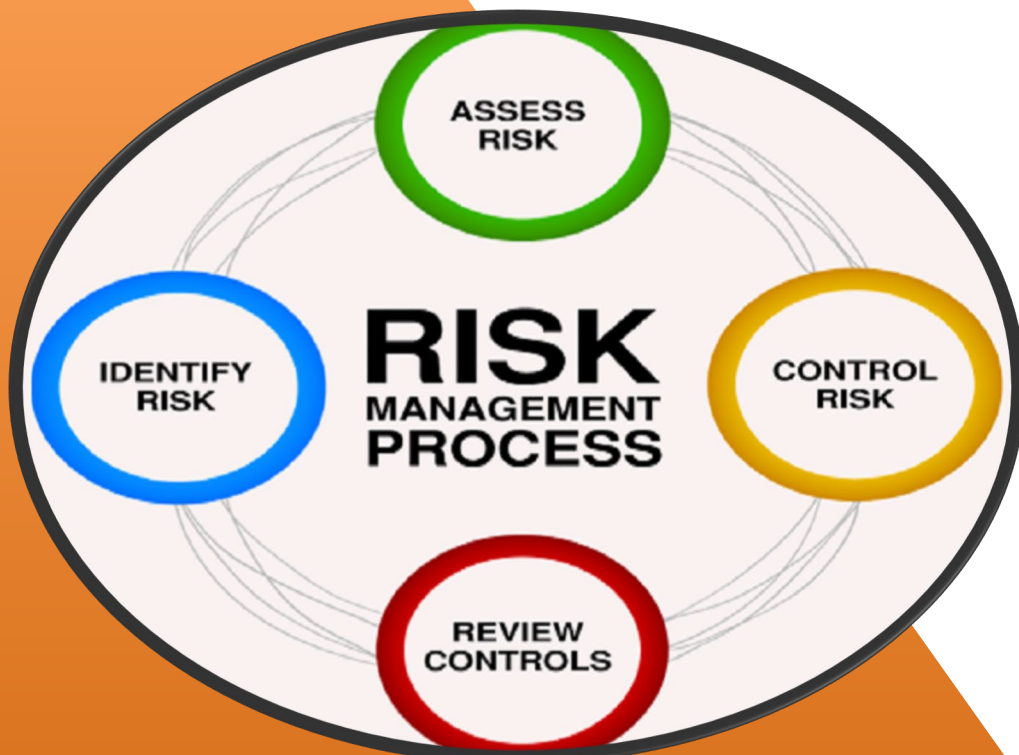 ASSESS
RISK
IDENTIFY
RISK
RISK
MANAGEMENT
PROCESS
CONTROL
RISK
REVIEW
CONTROLS